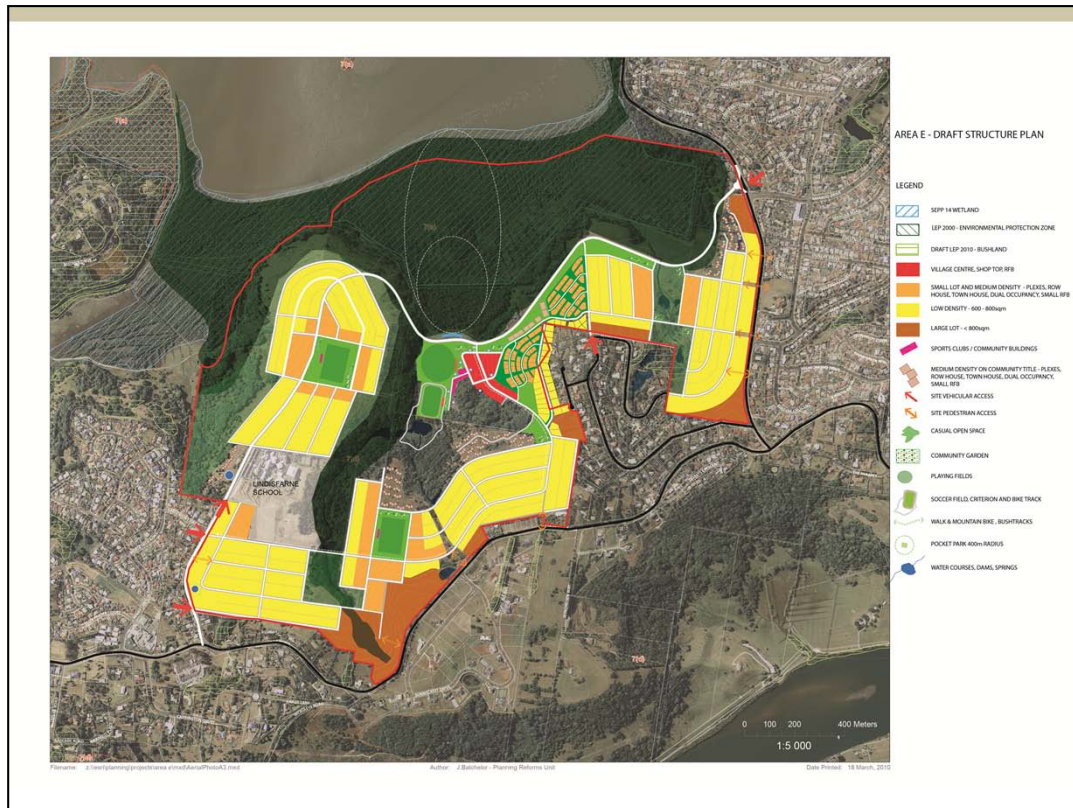 AREA E - DRAFT STRUCTURE PLAN
LEGEND
SEPP 14 WETLAND
LEP 2000 - ENVIRONMENTAL PROTECTION ZONE
DRAFT LEP 2010 - BUSHLAND
VILLAGE CENTRE, SHOP TOP, RFB
SMALL LOT AND MEDIUM DENSITY - PLEXES, ROW
HOUSE, TOWN HOUSE, DUAL OCCUPANCY, SMALL RFB
LOW DENSITY - 600 - 800sqm
LARGE LOT - < 800sqm
SPORTS CLUBS / COMMUNITY BUILDINGS
MEDIUM DENSITY ON COMMUNITY TITLE - PLEXES,
ROW HOUSE, TOWN HOUSE, DUAL OCCUPANCY,
SMALL RFB
SITE VEHICULAR ACCESS
SITE PEDESTRIAN ACCESS
CASUAL OPEN SPACE
COMMUNITY GARDEN
PLAYING FIELDS
SOCCER FIELD, CRITERION AND BIKE TRACK
WALK & MOUNTAIN BIKE , BUSHTRACKS
POCKET PARK 400m RADIUS
WATER COURSES, DAMS, SPRINGS
LINDISFARNE
SCHOOL
0 100 200 400 Meters
1:5 000
Author: J.Batchelor - Planning Reforms Unit
Date Printed: 18 March, 2010